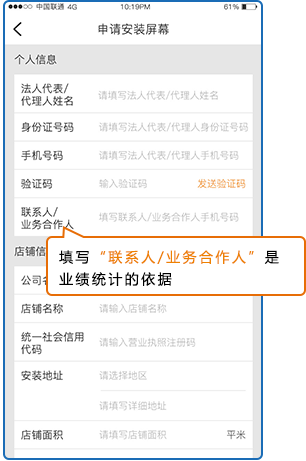 中国联通 4G 10:19PM 61%
申请安装屏幕
个人信息
法人代表/
代理人姓名
请填写法人代表/代理人姓名
身份证号码 请填写法人代表/代理人身份证号码
手机号码 请填写法人代表/代理人手机号码
验证码 输入验证码 发送验证码
联系人/
业务合作人
填写联系人/业务合作人手机号码
填写“联系人/业务合作人”是
业绩统计的依据
店铺信
公司名
店铺名称 请输入店铺名称
统一社会信用
代码
请输入营业执照注册码
安装地址 请选择地区
请填写详细地址
店铺面积 请填写店铺面积 平米